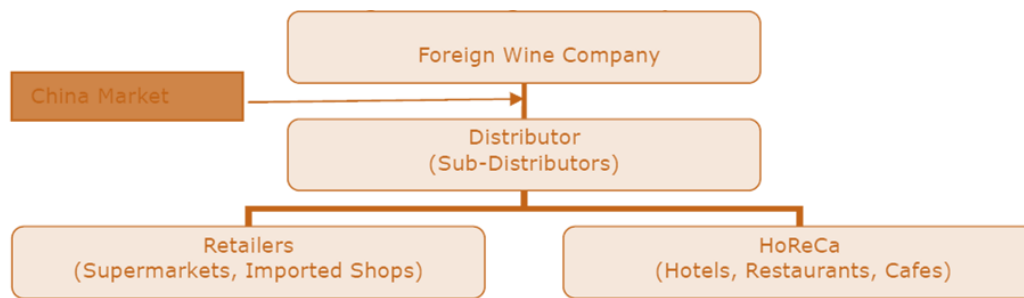 Foreign Wine Company
China Market
Distributor
(Sub-Distributors)
Retailers
(Supermarkets, Imported Shops)
HoReCa
(Hotels, Restaurants, Cafes)